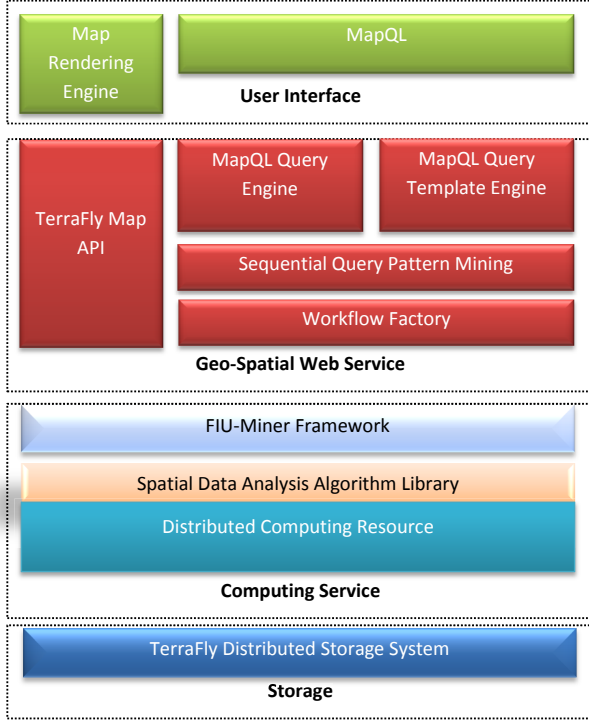 Map
Rendering
Engine
MapQL
User Interface
TerraFly Map
API
MapQL Query
Engine
MapQL Query
Template Engine
Sequential Query Pattern Mining
Workflow Factory
Geo-Spatial Web Service
FIU-Miner Framework
Spatial Data Analysis Algorithm Library
Distributed Computing Resource
Computing Service
TerraFly Distributed Storage System
Storage